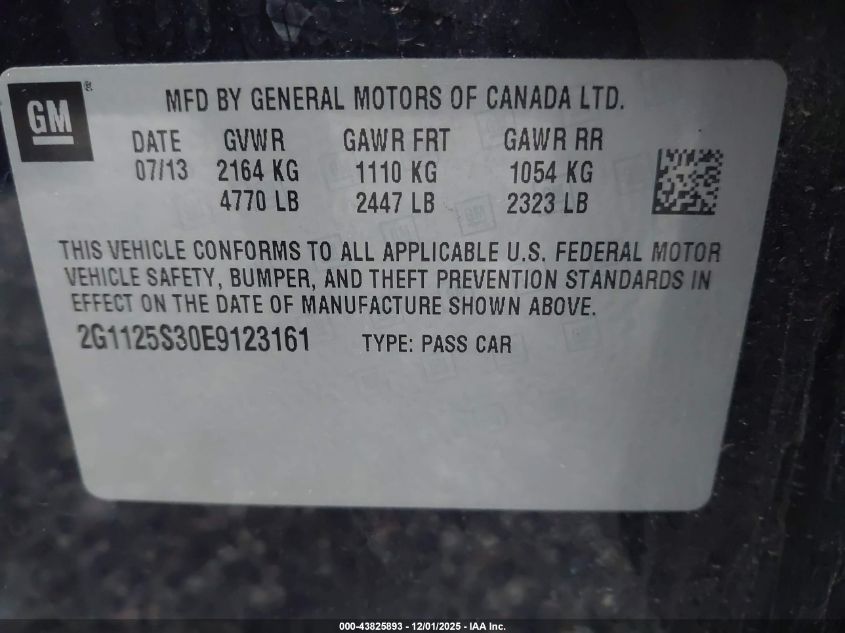 GM
MFD BY GENERAL MOTORS OF CANADA LTD.
DATE GVWR GAWR FRT GAWR RR
07/13 2164 KG 1110 KG 1054 KG
4770 LB 2447 LB 2323 LB
THIS VEHICLE CONFORMS TO ALL APPLICABLE U.S. FEDERAL MOTOR
VEHICLE SAFETY, BUMPER, AND THEFT PREVENTION STANDARDS IN
EFFECT ON THE DATE OF MANUFACTURE SHOWN ABOVE.
2G1125S30E9123161 TYPE: PASS CAR
000-43825893 - 12/01/2025 - IAA Inc.